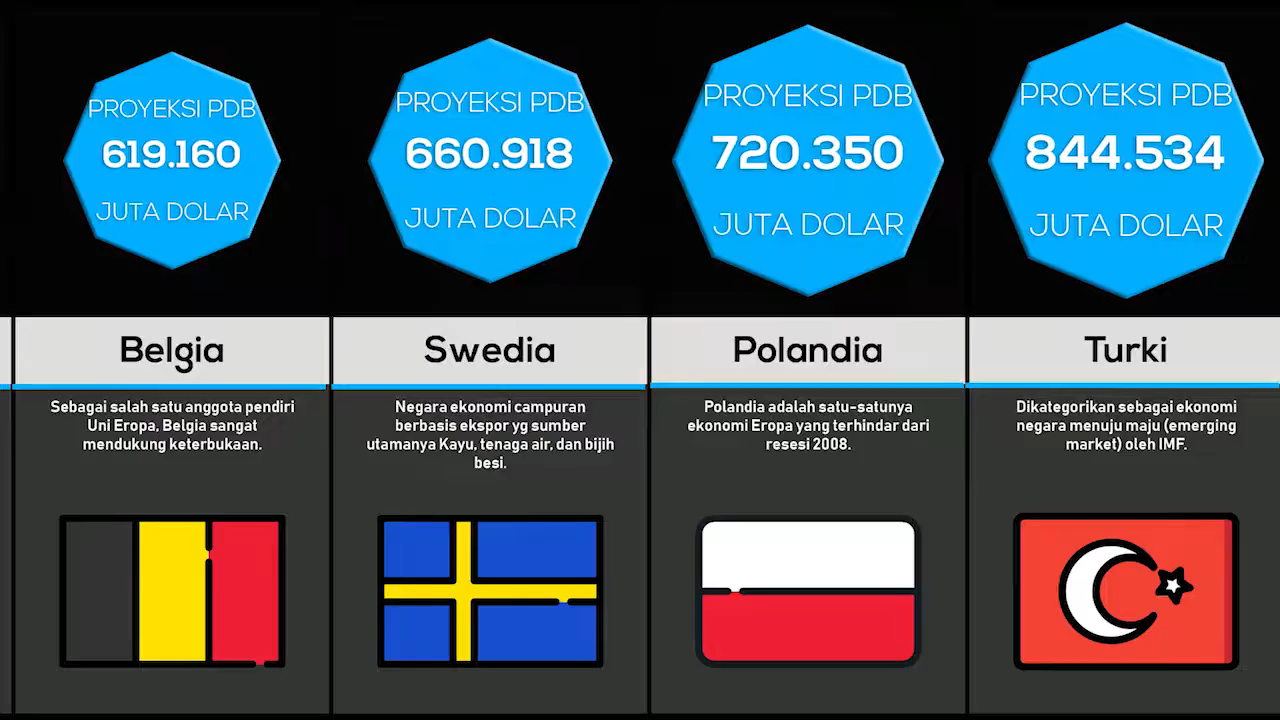 PROYEKSI PDB
619.160
JUTA DOLAR
PROYEKSI PDB
660.918
JUTA DOLAR
PROYEKSI PDB
720.350
JUTA DOLAR
PROYEKSI PDB
844.534
JUTA DOLAR
Belgia
Sebagai salah satu anggota pendiri
Uni Eropa, Belgia sangat
mendukung keterbukaan.
Swedia
Negara ekonomi campuran
berbasis ekspor yg sumber
utamanya Kayu, tenaga air, dan bijih
besi.
Polandia
Polandia adalah satu-satunya
ekonomi Eropa yang terhindar dari
resesi 2008.
Turki
Dikategorikan sebagai ekonomi
negara menuju maju (emerging
market) oleh IMF.